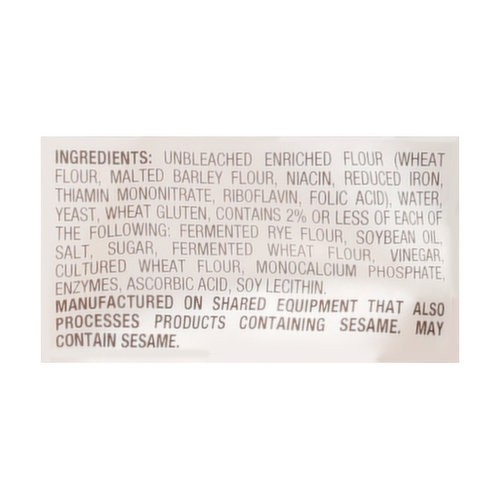 INGREDIENTS: UNBLEACHED ENRICHED FLOUR (WHEAT
FLOUR, MALTED BARLEY FLOUR, NIACIN, REDUCED IRON,
THIAMIN MONONITRATE, RIBOFLAVIN, FOLIC ACID), WATER,
YEAST, WHEAT GLUTEN, CONTAINS 2% OR LESS OF EACH OF
THE FOLLOWING: FERMENTED RYE FLOUR, SOYBEAN OIL,
SALT, SUGAR, FERMENTED WHEAT FLOUR, VINEGAR,
CULTURED WHEAT FLOUR, MONOCALCIUM PHOSPHATE,
ENZYMES, ASCORBIC ACID, SOY LECITHIN.
MANUFACTURED ON SHARED EQUIPMENT THAT ALSO
PROCESSES PRODUCTS CONTAINING SESAME. MAY
CONTAIN SESAME.